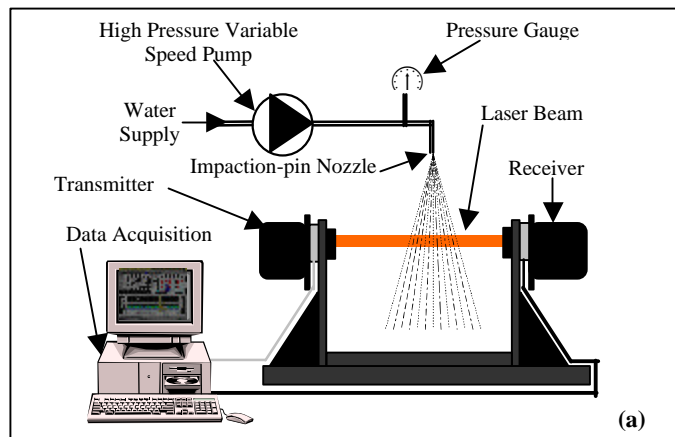 High Pressure Variable
Speed Pump
Pressure Gauge
Water
Supply
Laser Beam
Impaction-pin Nozzle
Receiver
Transmitter
Data Acquisition
(a)